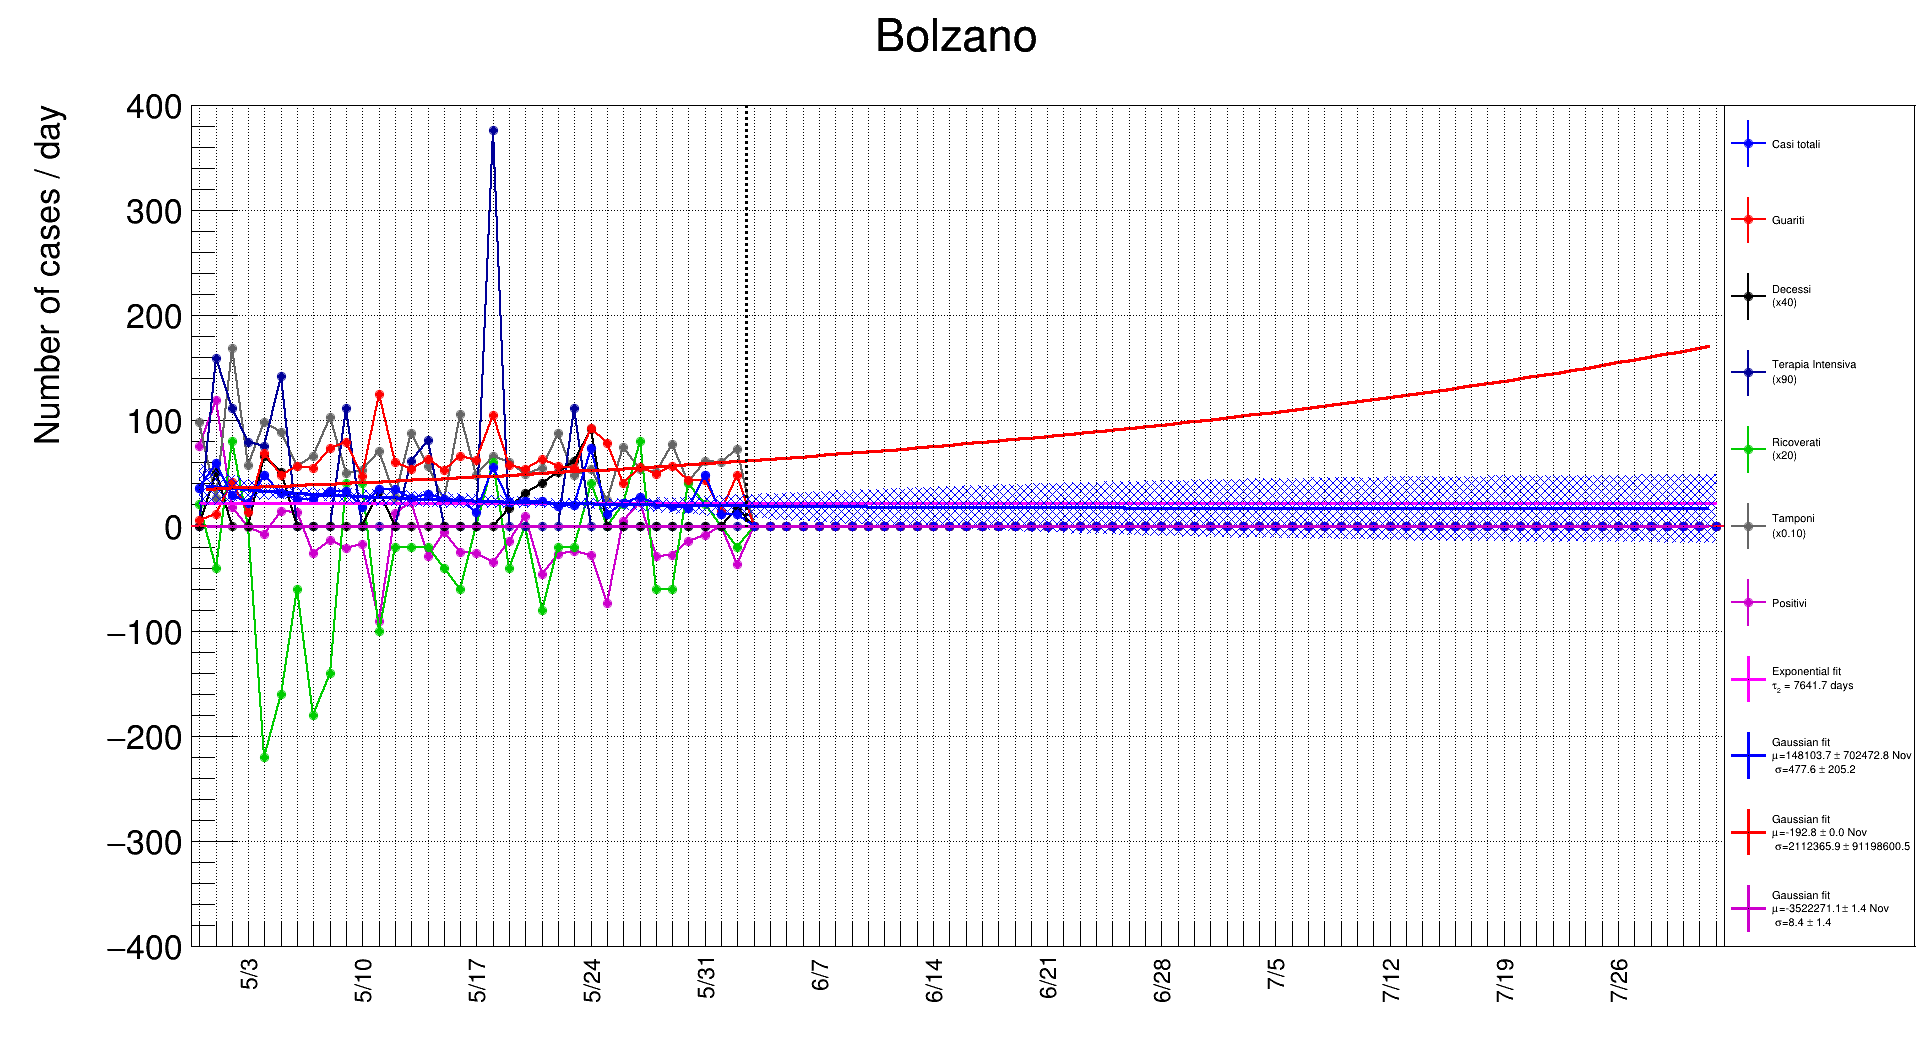 Bolzano
Number of cases / day
400
300
200
100
0
−100
−200
−300
−400
5/3
5/10
5/17
5/24
5/31
6/7
6/14
6/21
6/28
7/5
7/12
7/19
7/26
Casi totali
Guariti
Decessi
(x40)
Terapia Intensiva
(x90)
Ricoverati
(x20)
Tamponi
(x0.10)
Positivi
Exponential fit
τ₂ = 7641.7 days
Gaussian fit
μ=148103.7 ± 702472.8 Nov
σ=477.6 ± 205.2
Gaussian fit
μ=-192.8 ± 0.0 Nov
σ=2112365.9 ± 91198600.5
Gaussian fit
μ=-3522271.1 ± 1.4 Nov
σ=8.4 ± 1.4